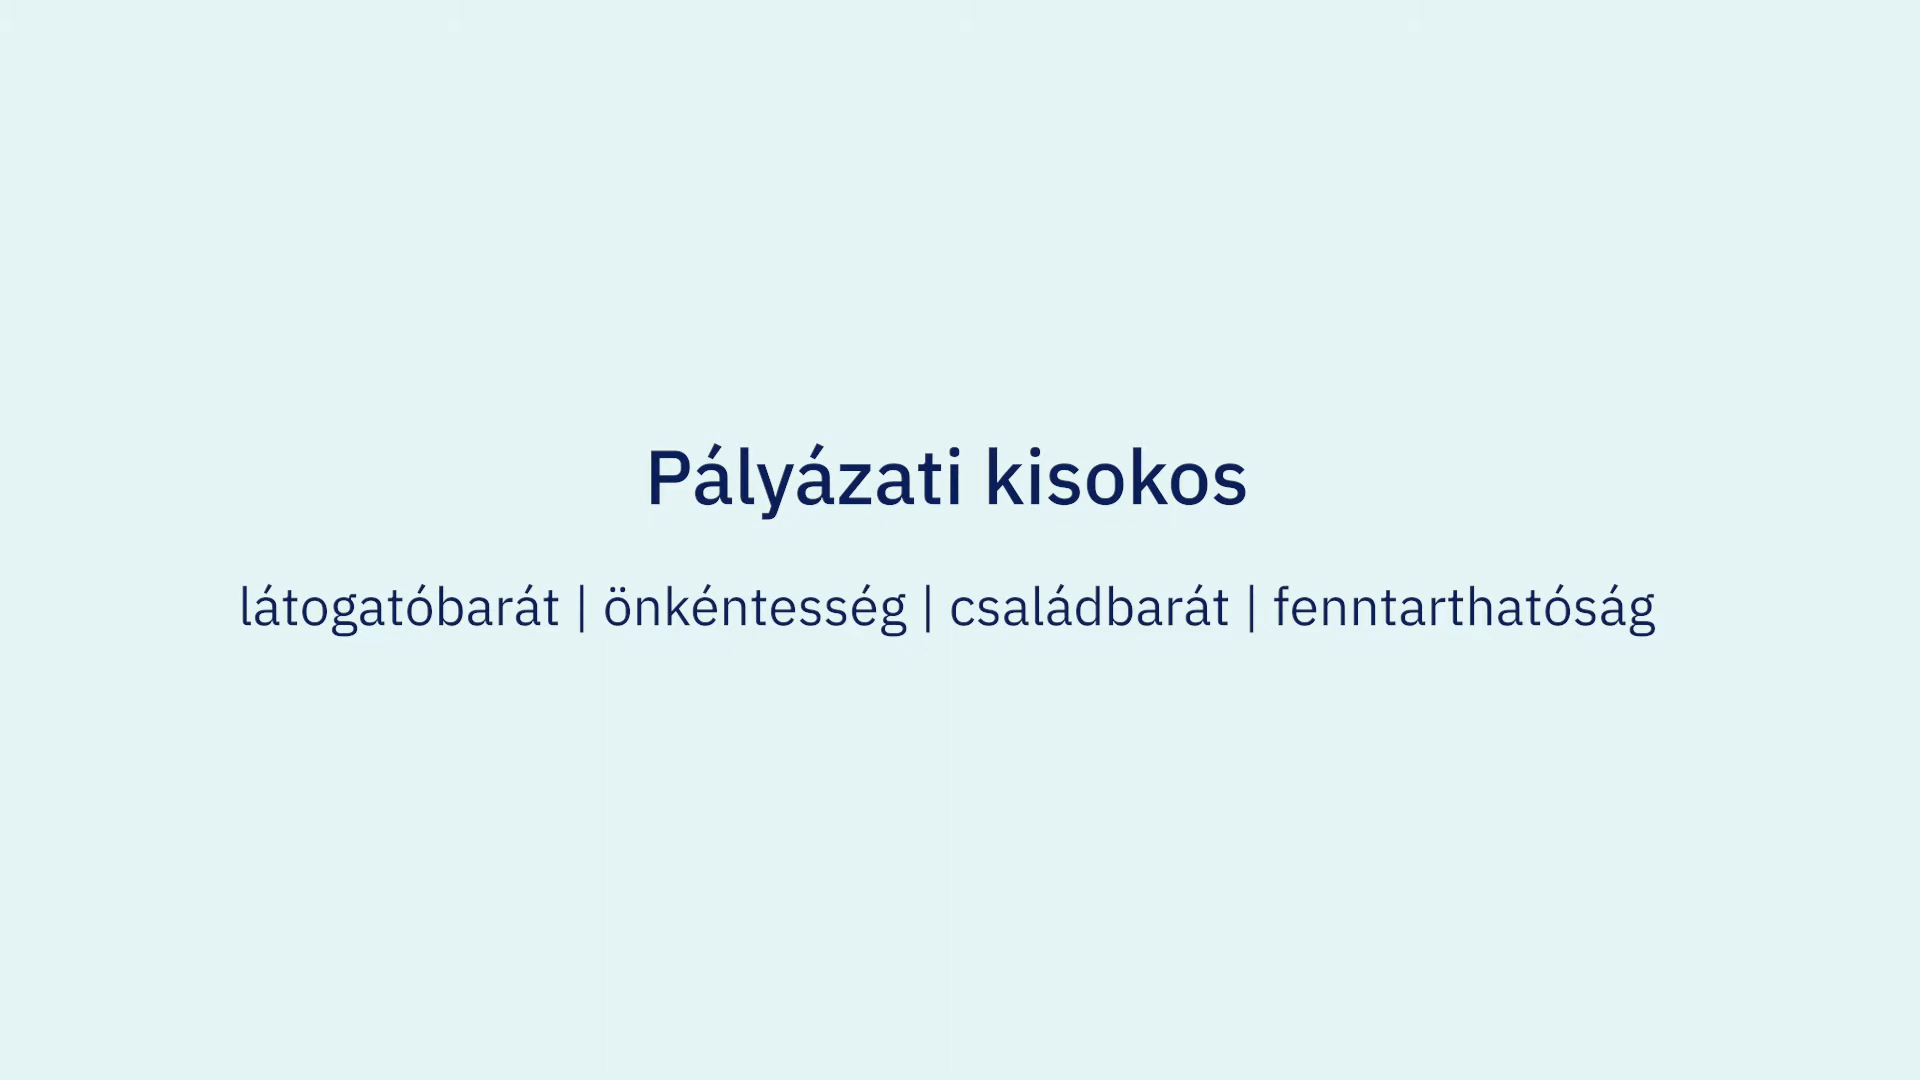 Pályázati kisokos
látogatóbarát | önkéntesség | családbarát | fenntarthatóság